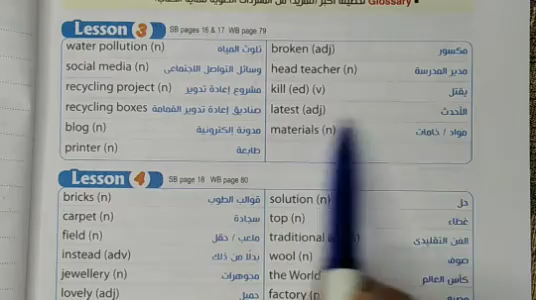 Glossary
Lesson 3 SB pages 16 & 17 WB page 79
water pollution (n) تلوث المياه
social media (n) وسائل التواصل الاجتماعى
recycling project (n) مشروع إعادة تدوير
recycling boxes صناديق إعادة تدوير القمامة
blog (n) مدونة إلكترونية
printer (n) طابعة
broken (adj) مكسور
head teacher (n) مدير المدرسة
kill (ed) (v) يقتل
latest (adj) الأحدث
materials (n) مواد / خامات
Lesson 4 SB page 18 WB page 80
bricks (n) قوالب الطوب
carpet (n) سجادة
field (n) ملعب / حقل
instead (adv) بدلًا من ذلك
jewellery (n) مجوهرات
lovely (adj) جميل
solution (n) حل
top (n) غطاء
traditional الفن التقليدى
wool (n) صوف
the World كأس العالم
factory (n مصنع